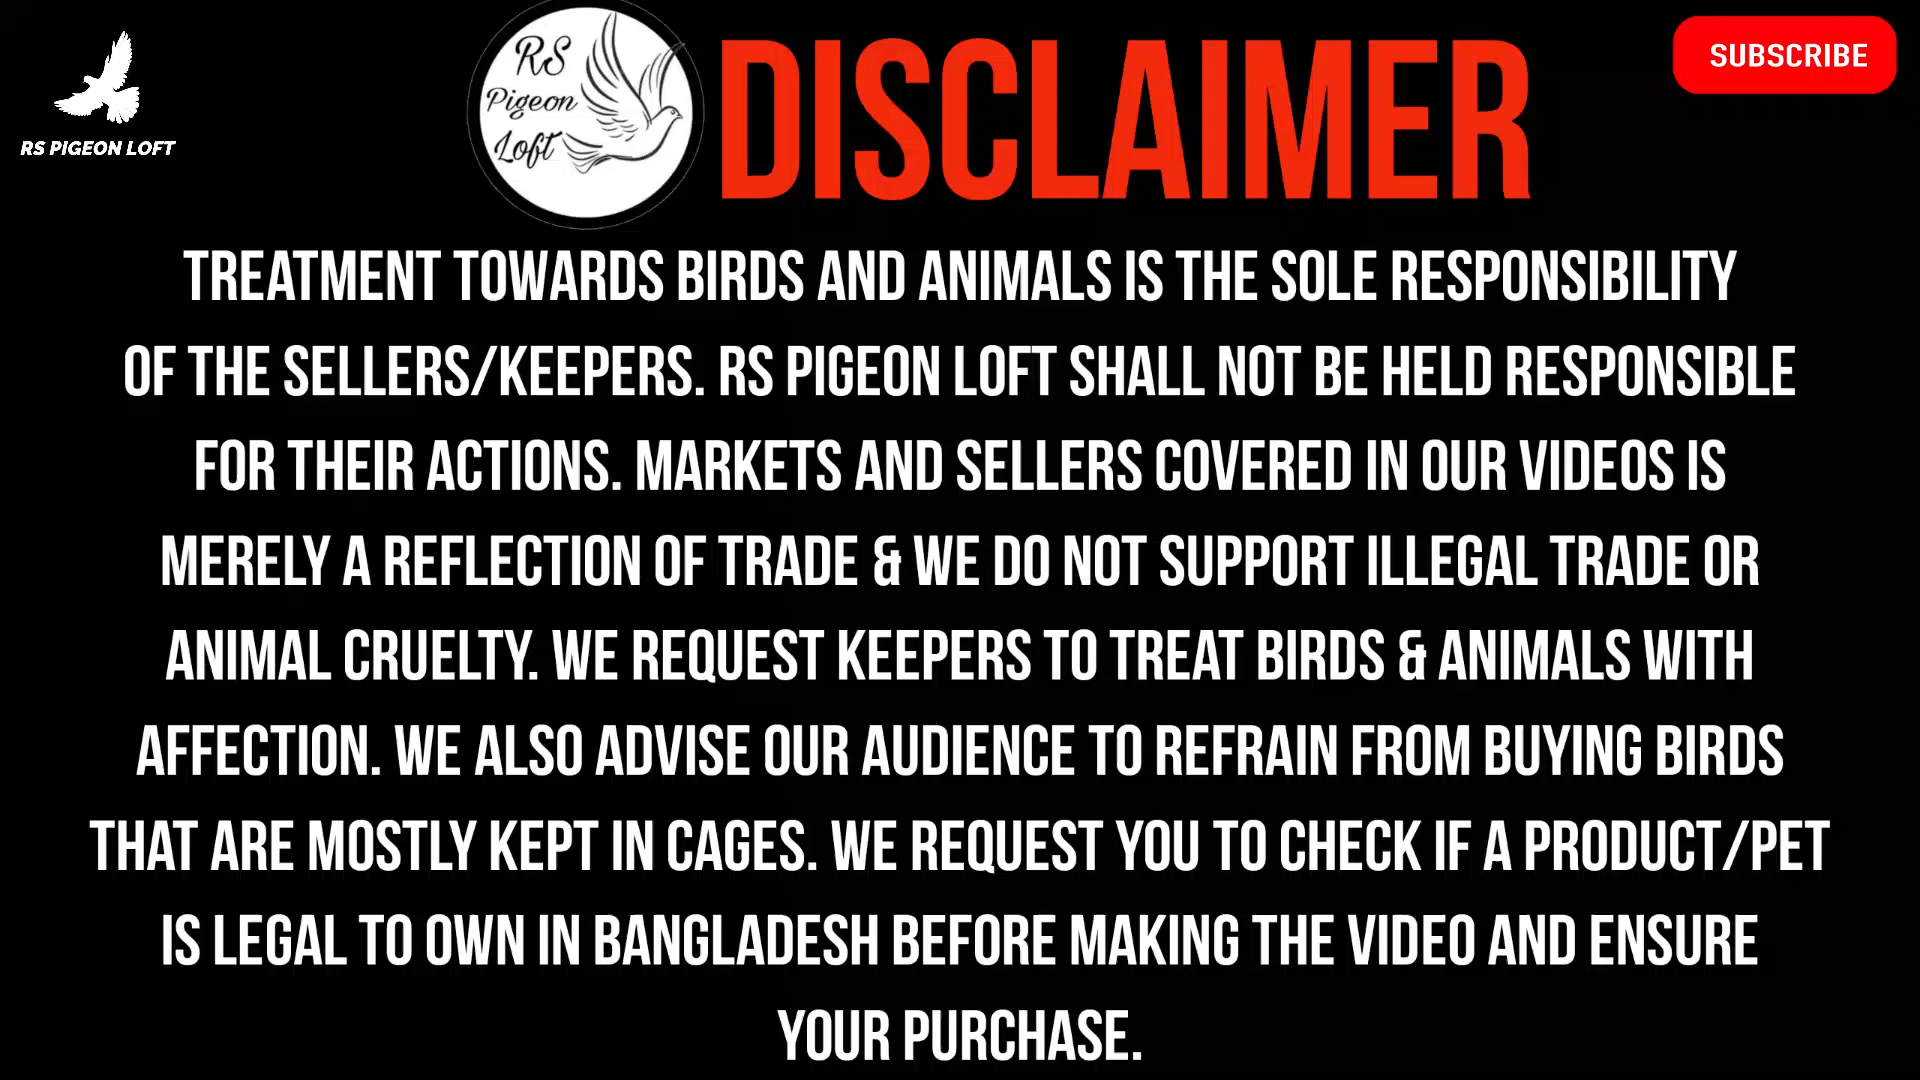 RS PIGEON LOFT
RS
Pigeon
Loft
DISCLAIMER
SUBSCRIBE
TREATMENT TOWARDS BIRDS AND ANIMALS IS THE SOLE RESPONSIBILITY
OF THE SELLERS/KEEPERS. RS PIGEON LOFT SHALL NOT BE HELD RESPONSIBLE
FOR THEIR ACTIONS. MARKETS AND SELLERS COVERED IN OUR VIDEOS IS
MERELY A REFLECTION OF TRADE & WE DO NOT SUPPORT ILLEGAL TRADE OR
ANIMAL CRUELTY. WE REQUEST KEEPERS TO TREAT BIRDS & ANIMALS WITH
AFFECTION. WE ALSO ADVISE OUR AUDIENCE TO REFRAIN FROM BUYING BIRDS
THAT ARE MOSTLY KEPT IN CAGES. WE REQUEST YOU TO CHECK IF A PRODUCT/PET
IS LEGAL TO OWN IN BANGLADESH BEFORE MAKING THE VIDEO AND ENSURE
YOUR PURCHASE.